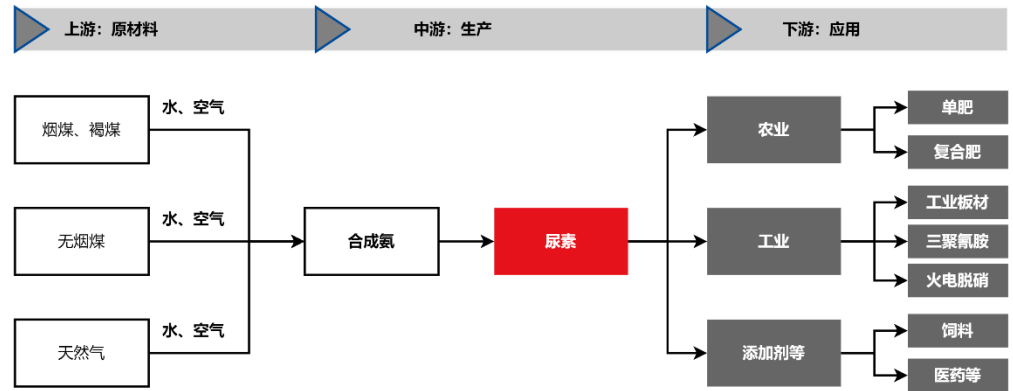 上游：原材料
中游：生产
下游：应用
水、空气
烟煤、褐煤
水、空气
无烟煤
水、空气
天然气
合成氨
尿素
农业
单肥
复合肥
工业
工业板材
三聚氰胺
火电脱硝
添加剂等
饲料
医药等